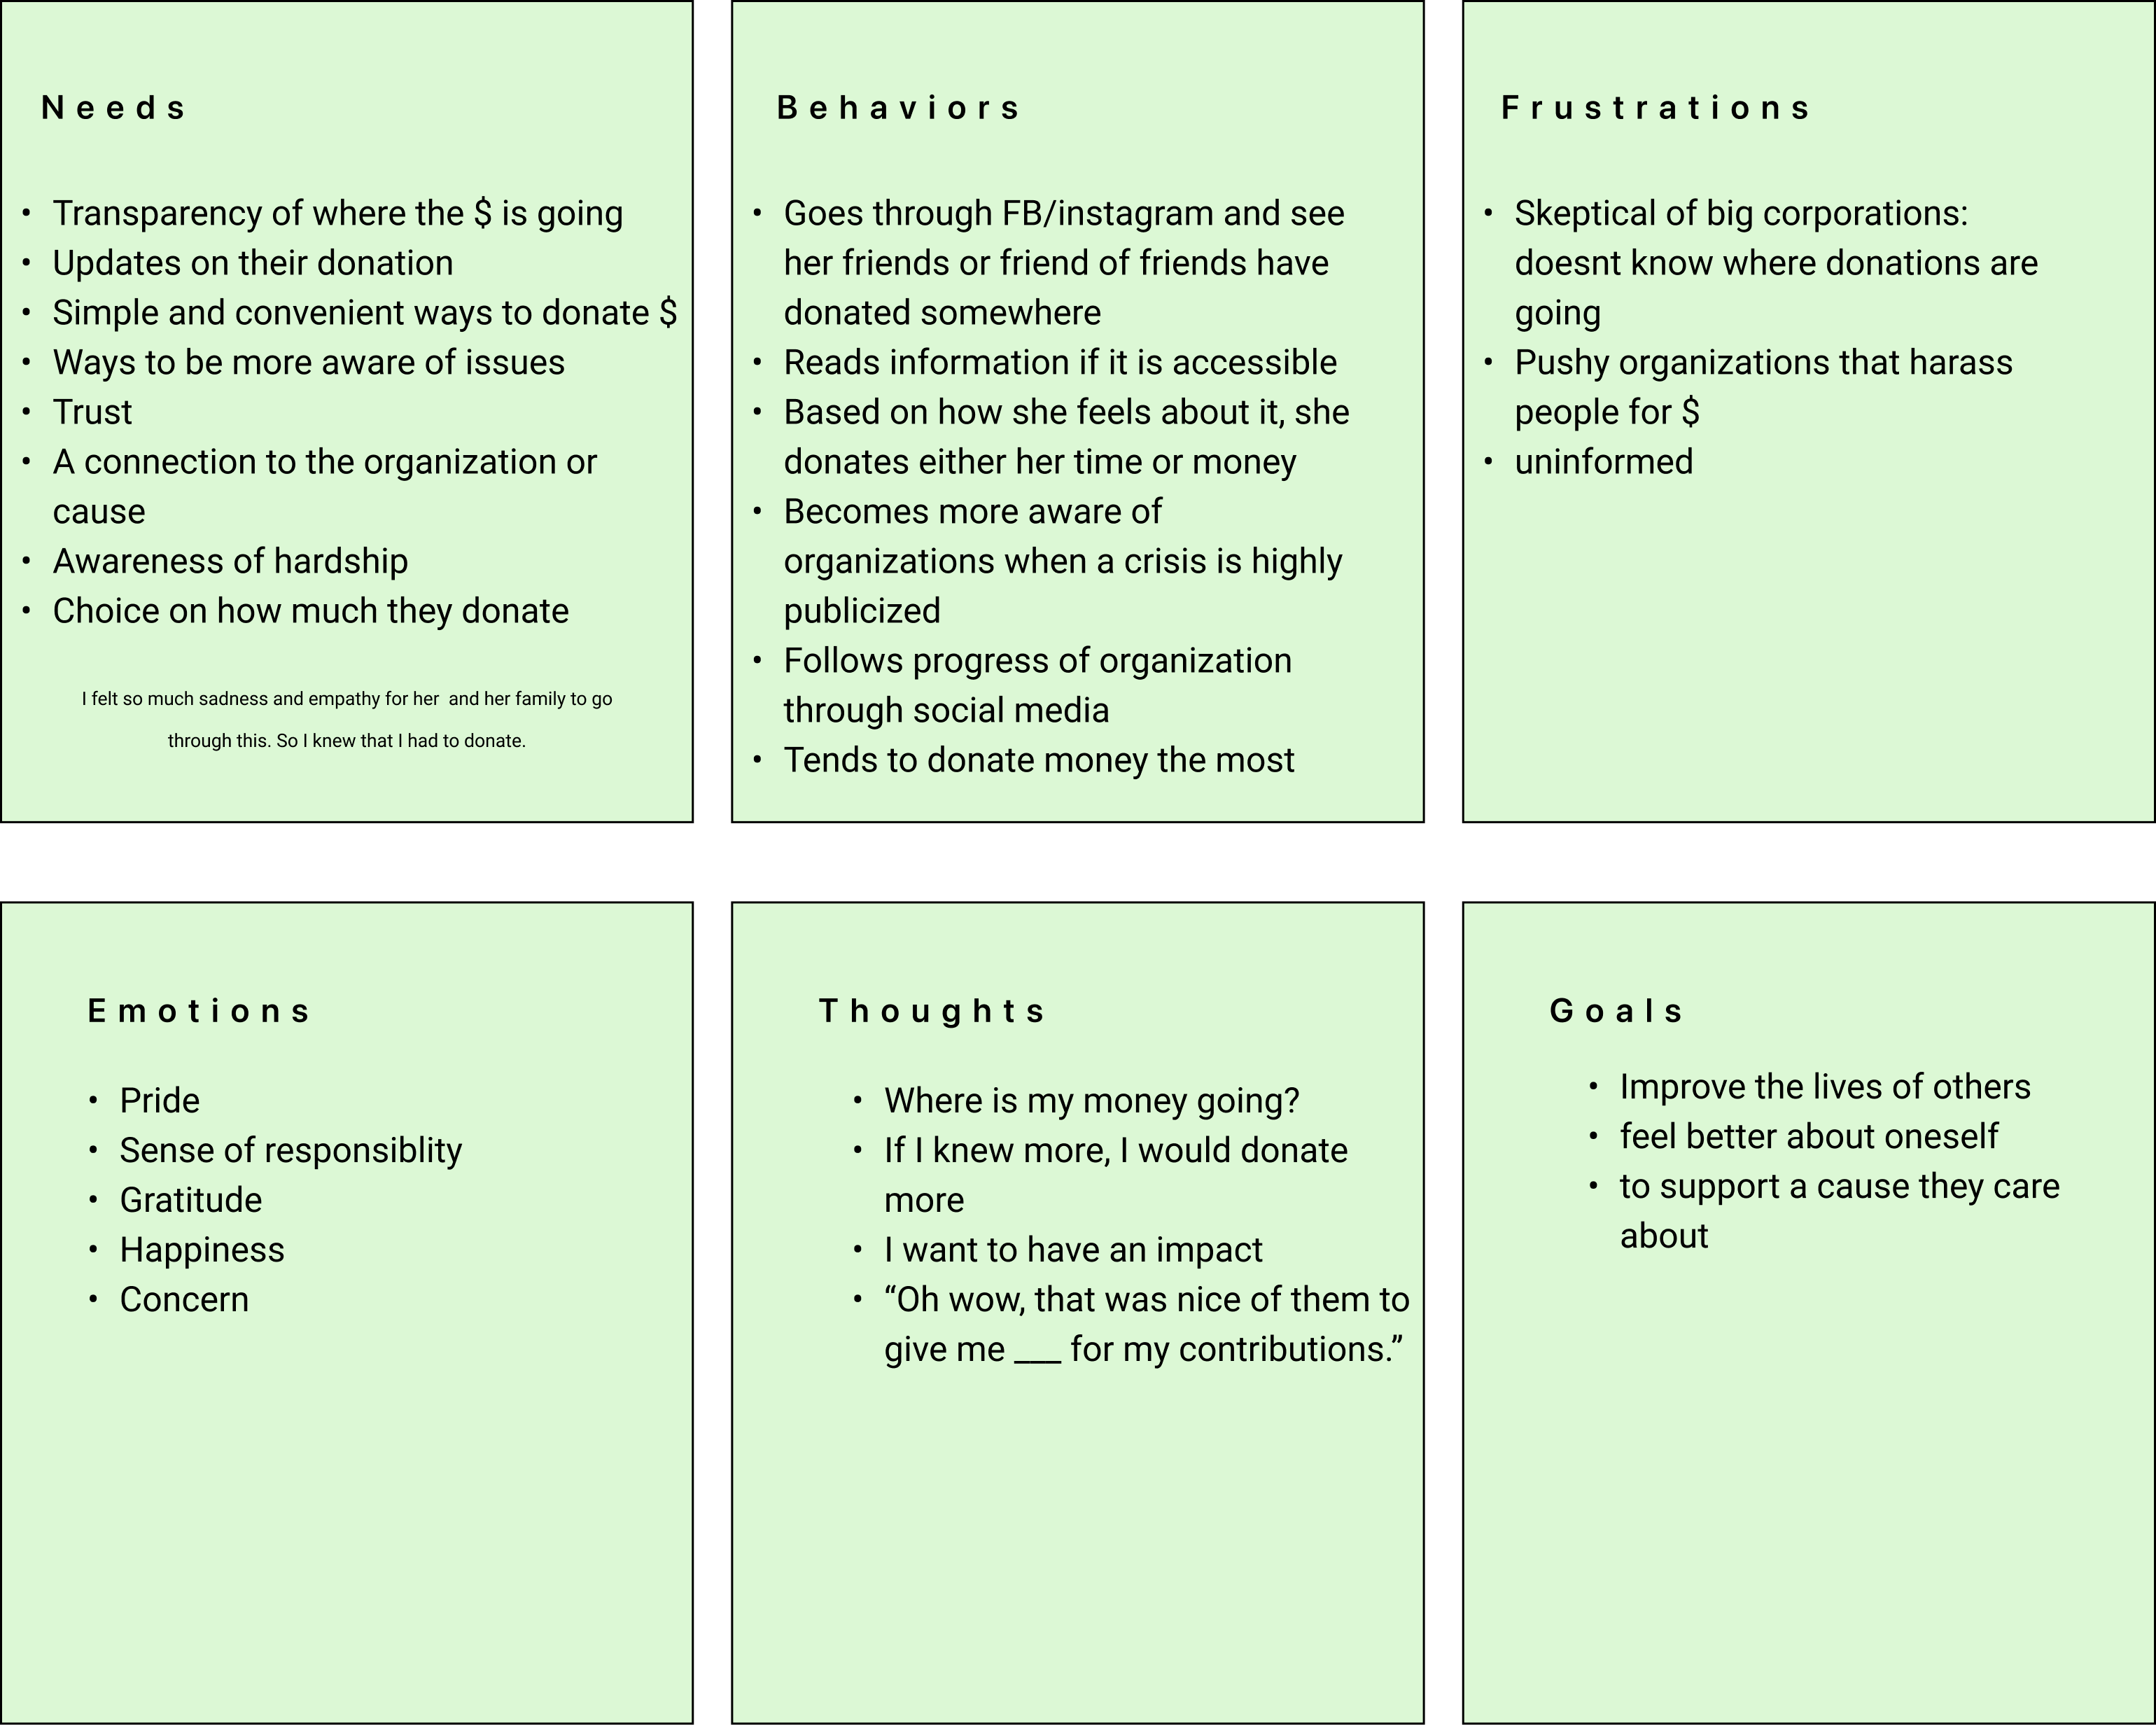 Needs
• Transparency of where the $ is going
• Updates on their donation
• Simple and convenient ways to donate $
• Ways to be more aware of issues
• Trust
• A connection to the organization or
cause
• Awareness of hardship
• Choice on how much they donate
I felt so much sadness and empathy for her  and her family to go
through this. So I knew that I had to donate.
Behaviors
• Goes through FB/instagram and see
her friends or friend of friends have
donated somewhere
• Reads information if it is accessible
• Based on how she feels about it, she
donates either her time or money
• Becomes more aware of
organizations when a crisis is highly
publicized
• Follows progress of organization
through social media
• Tends to donate money the most
Frustrations
• Skeptical of big corporations:
doesnt know where donations are
going
• Pushy organizations that harass
people for $
• uninformed
Emotions
• Pride
• Sense of responsiblity
• Gratitude
• Happiness
• Concern
Thoughts
• Where is my money going?
• If I knew more, I would donate
more
• I want to have an impact
• “Oh wow, that was nice of them to
give me ___ for my contributions.”
Goals
• Improve the lives of others
• feel better about oneself
• to support a cause they care
about